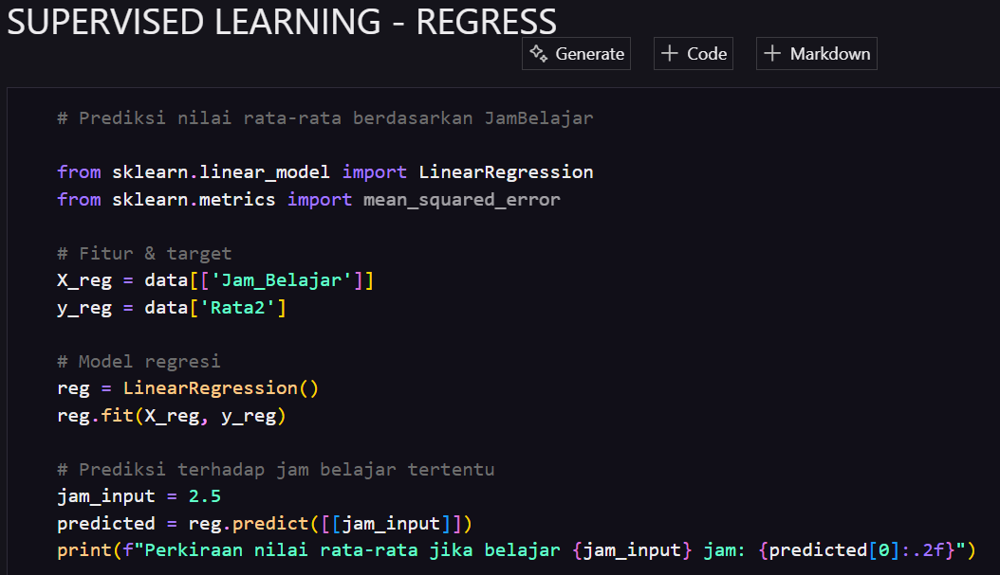 SUPERVISED LEARNING - REGRESS
Generate
Code
Markdown
# Prediksi nilai rata-rata berdasarkan JamBelajar
from sklearn.linear_model import LinearRegression
from sklearn.metrics import mean_squared_error
# Fitur & target
X_reg = data[['Jam_Belajar']]
y_reg = data['Rata2']
# Model regresi
reg = LinearRegression()
reg.fit(X_reg, y_reg)
# Prediksi terhadap jam belajar tertentu
jam_input = 2.5
predicted = reg.predict([[jam_input]])
print(f"Perkiraan nilai rata-rata jika belajar {jam_input} jam: {predicted[0]:.2f}")